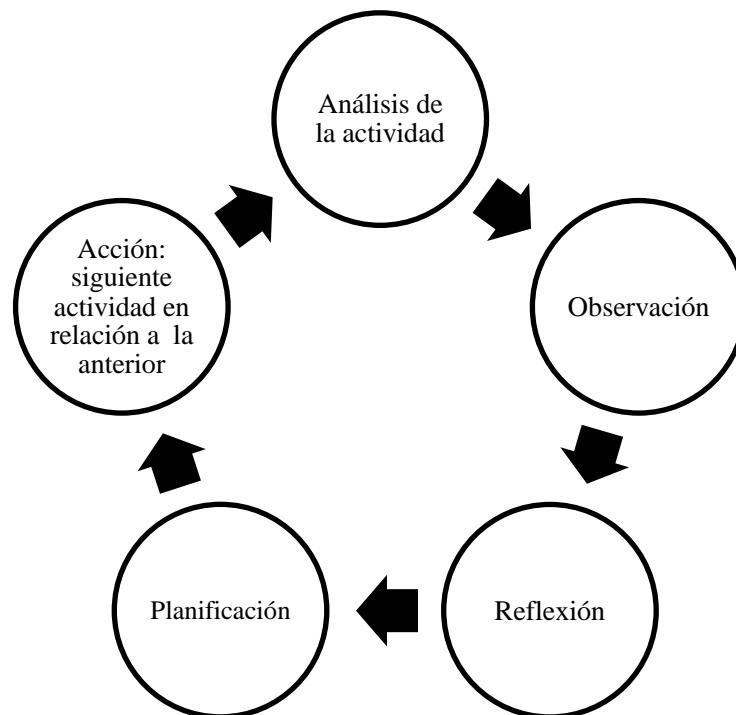 Análisis de
la actividad
Observación
Reflexión
Planificación
Acción:
siguiente
actividad en
relación a la
anterior